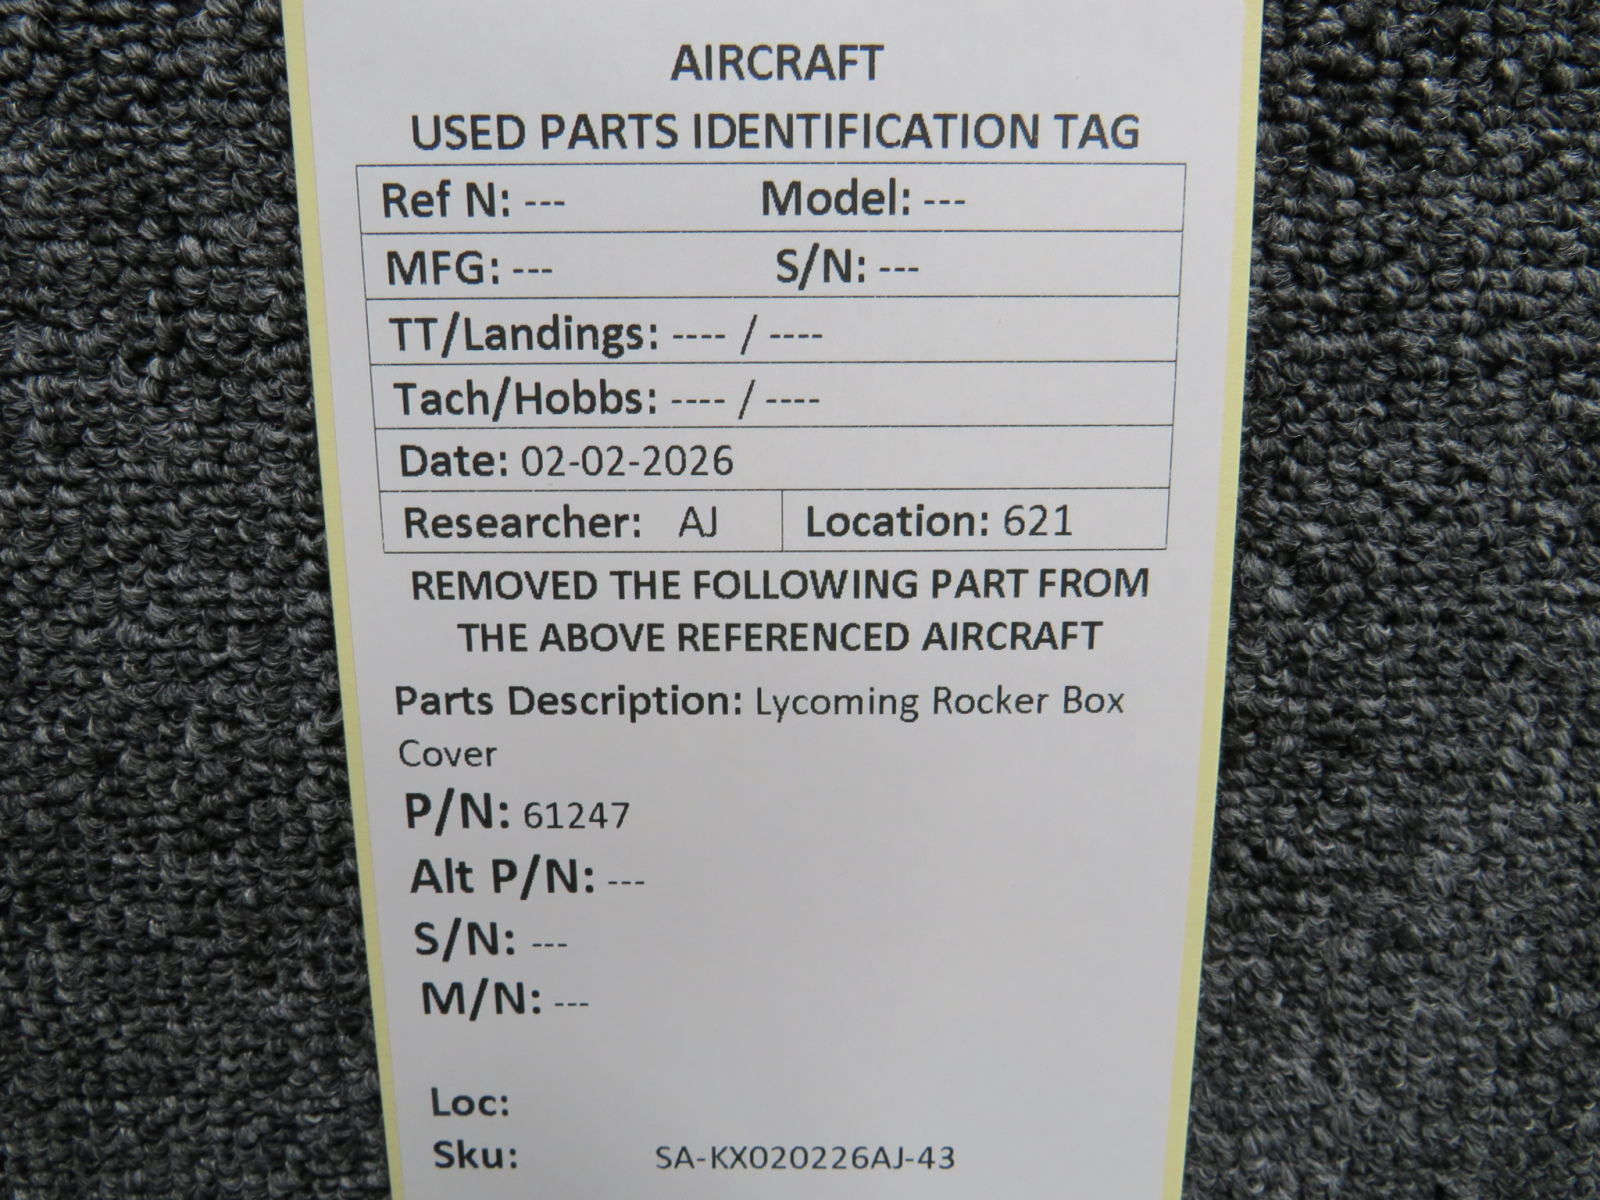 AIRCRAFT
USED PARTS IDENTIFICATION TAG
Ref N: --- Model: ---
MFG: --- S/N: ---
TT/Landings: ---- / ----
Tach/Hobbs: ---- / ----
Date: 02-02-2026
Researcher: AJ Location: 621
REMOVED THE FOLLOWING PART FROM
THE ABOVE REFERENCED AIRCRAFT
Parts Description: Lycoming Rocker Box
Cover
P/N: 61247
Alt P/N: ---
S/N: ---
M/N: ---
Loc:
Sku: SA-KX020226AJ-43